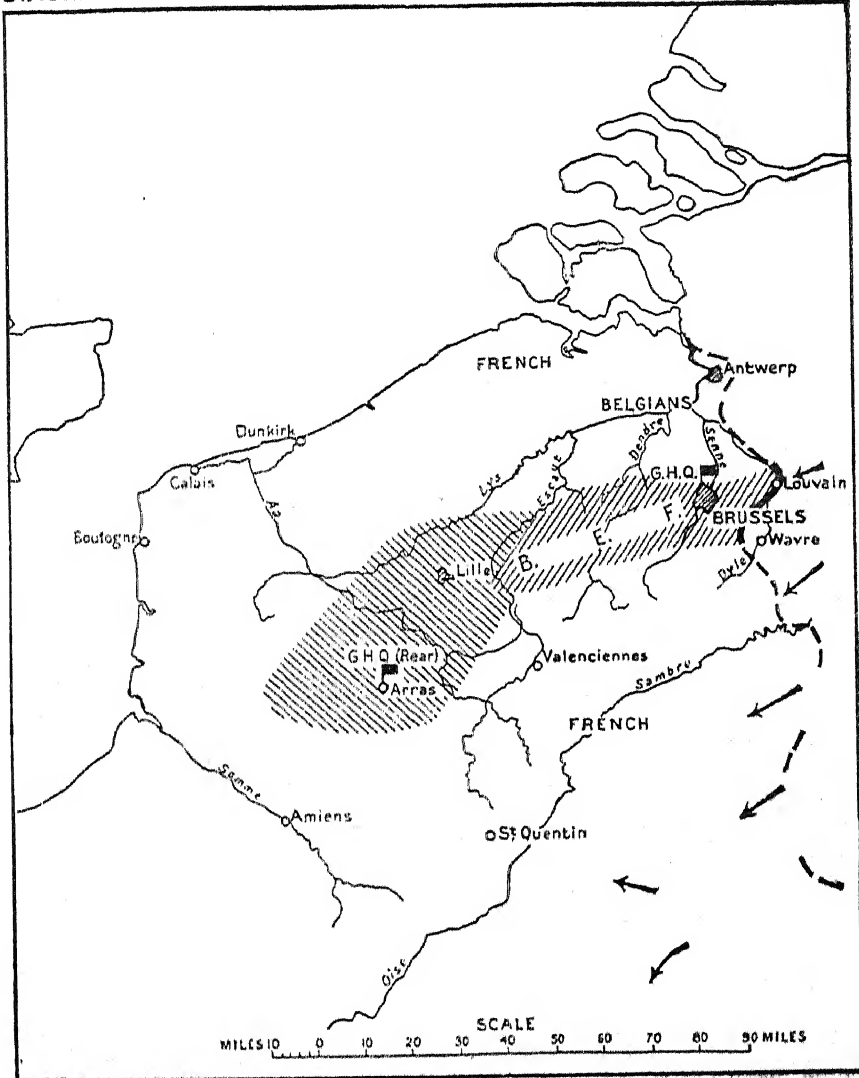 FRENCH
Antwerp
BELGIANS
Dunkirk
Dendre
Senne
Calais
Lys
Escaut
G.H.Q.
Louvain
Aa
BRUSSELS
Boulogne
B. E. F.
Wavre
Lille
Dyle
G H Q (Rear)
Valenciennes
Arras
Sambre
FRENCH
Somme
Amiens
St Quentin
Oise
SCALE
MILES 10 0 10 20 30 40 50 60 70 80 90 MILES